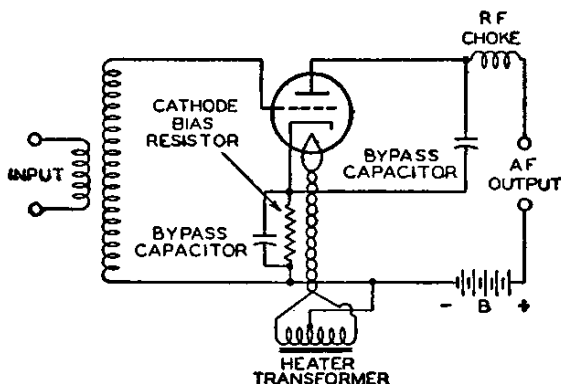 RF
CHOKE
CATHODE
BIAS
RESISTOR
INPUT
BYPASS
CAPACITOR
AF
OUTPUT
BYPASS
CAPACITOR
- B +
HEATER
TRANSFORMER